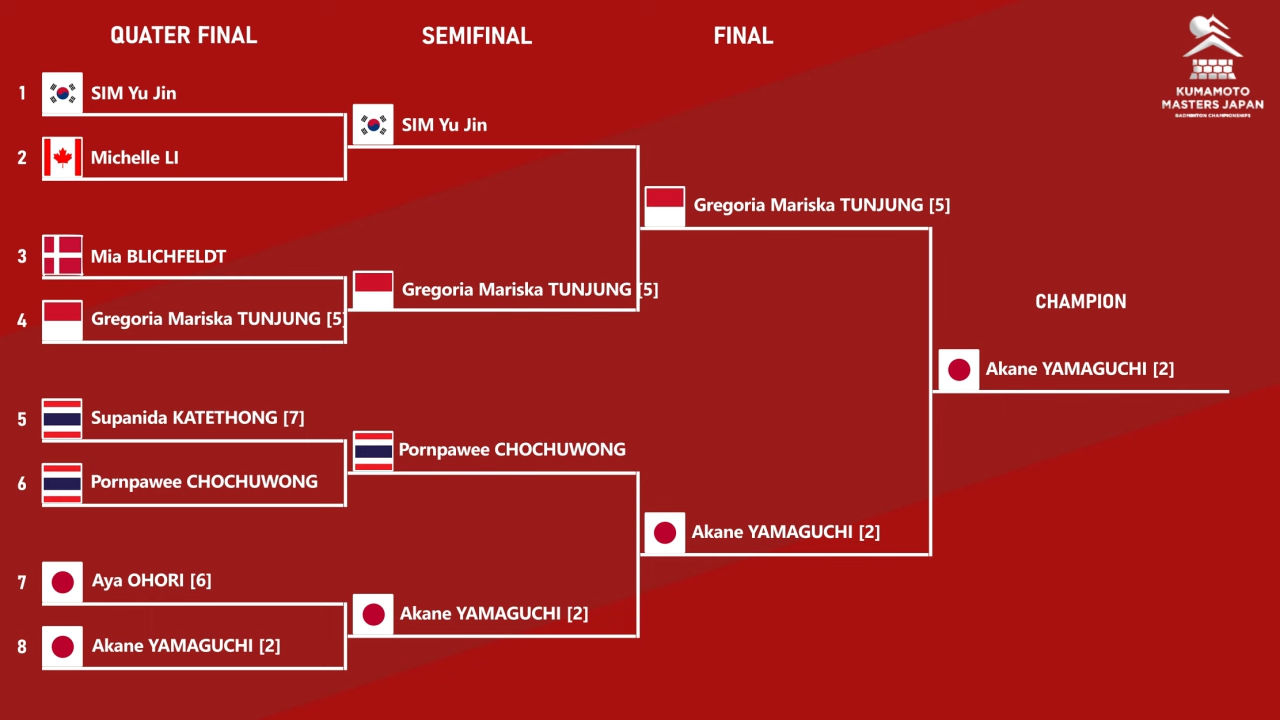 QUATER FINAL
SEMIFINAL
FINAL
KUMAMOTO
MASTERS JAPAN
BADMINTON CHAMPIONSHIPS
1 SIM Yu Jin
2 Michelle LI
3 Mia BLICHFELDT
4 Gregoria Mariska TUNJUNG [5]
5 Supanida KATETHONG [7]
6 Pornpawee CHOCHUWONG
7 Aya OHORI [6]
8 Akane YAMAGUCHI [2]
SIM Yu Jin
Gregoria Mariska TUNJUNG [5]
Pornpawee CHOCHUWONG
Akane YAMAGUCHI [2]
Gregoria Mariska TUNJUNG [5]
Akane YAMAGUCHI [2]
CHAMPION
Akane YAMAGUCHI [2]